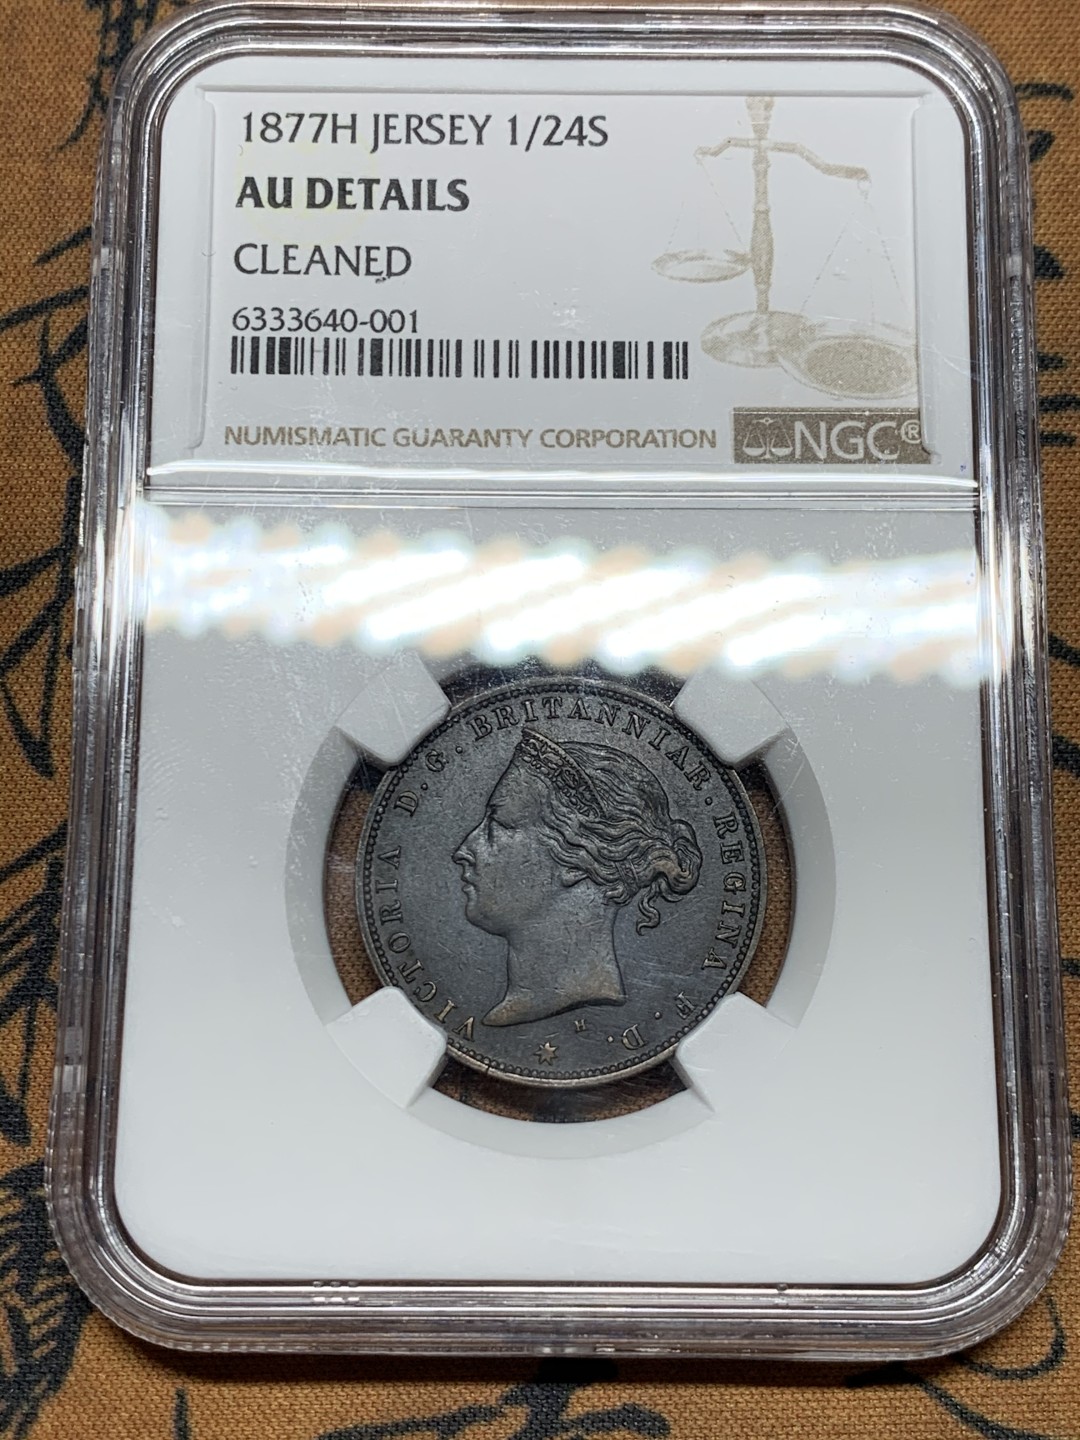 1877H JERSEY 1/24S
AU DETAILS
CLEANED
6333640-001
NUMISMATIC GUARANTY CORPORATION
NGC®
VICTORIA D. G. BRITANNIAR. REGINA F. D.
H